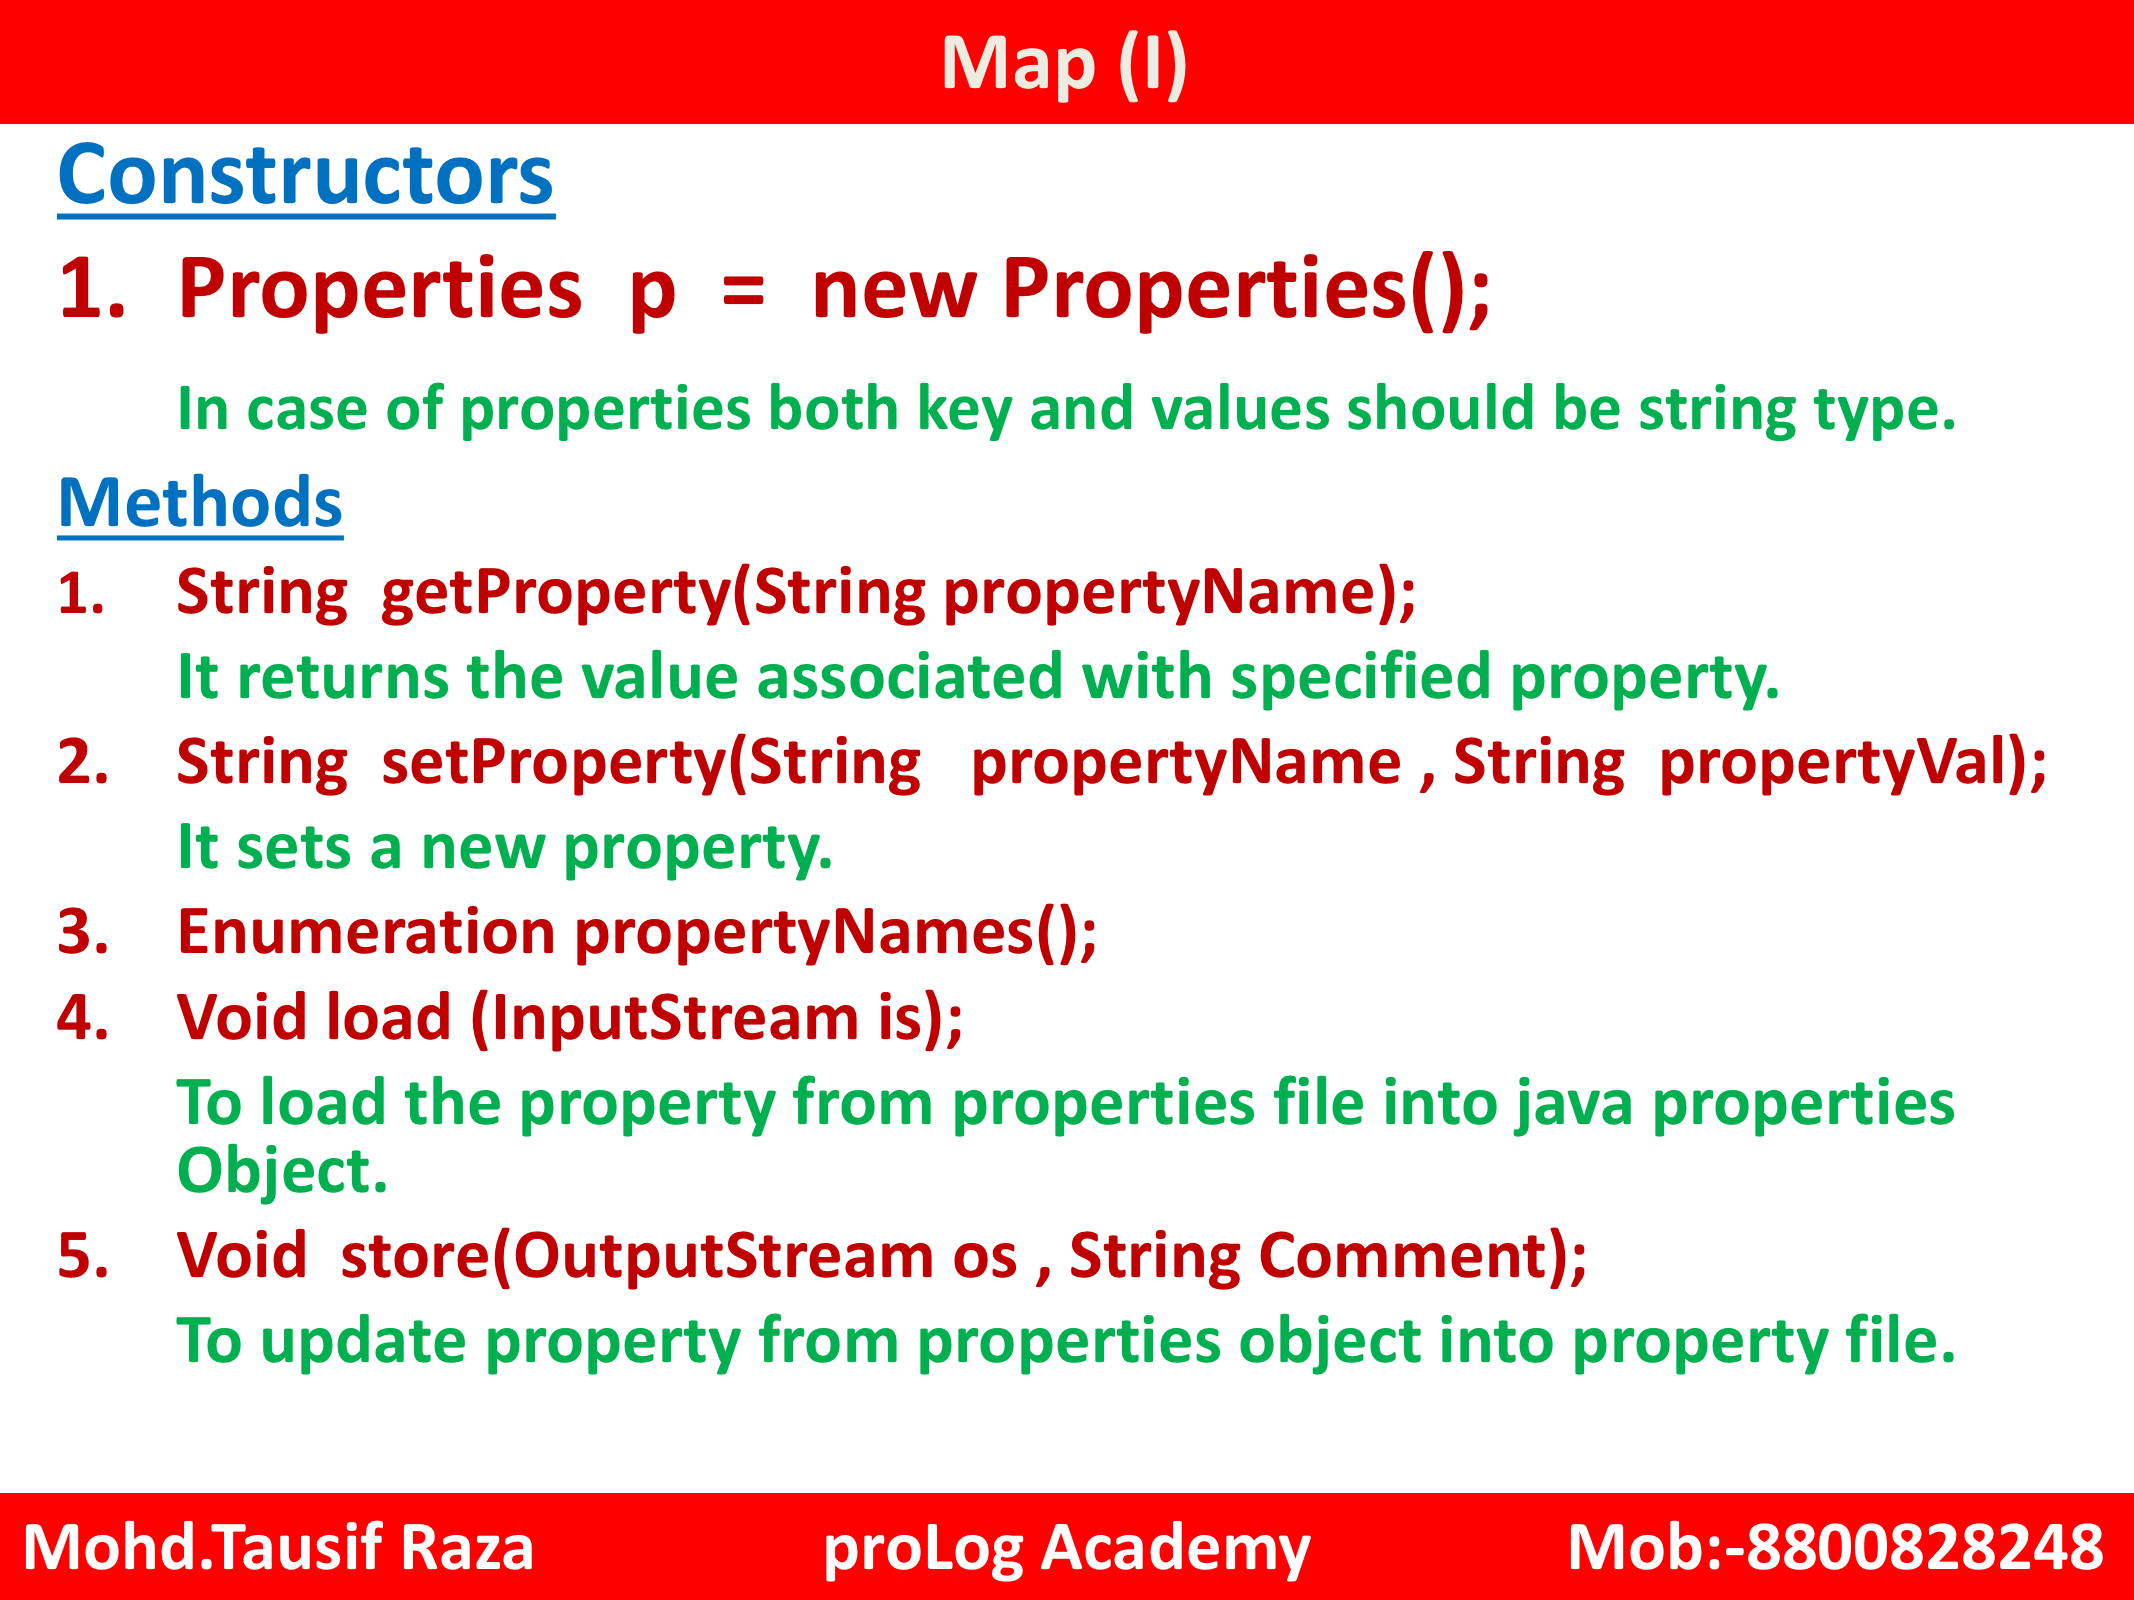 Map (I)
Constructors
1. Properties p = new Properties();
In case of properties both key and values should be string type.
Methods
1. String getProperty(String propertyName);
It returns the value associated with specified property.
2. String setProperty(String propertyName , String propertyVal);
It sets a new property.
3. Enumeration propertyNames();
4. Void load (InputStream is);
To load the property from properties file into java properties
Object.
5. Void store(OutputStream os , String Comment);
To update property from properties object into property file.
Mohd.Tausif Raza proLog Academy Mob:-8800828248